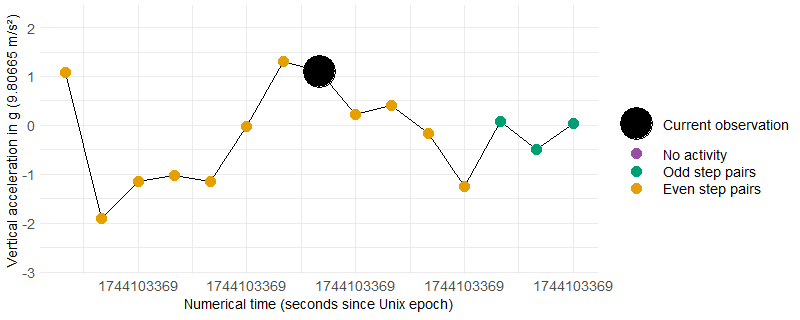 Vertical acceleration in g (9.80665 m/s²)
2
1
0
-1
-2
-3
1744103369 1744103369 1744103369 1744103369 1744103369
Numerical time (seconds since Unix epoch)
Current observation
No activity
Odd step pairs
Even step pairs